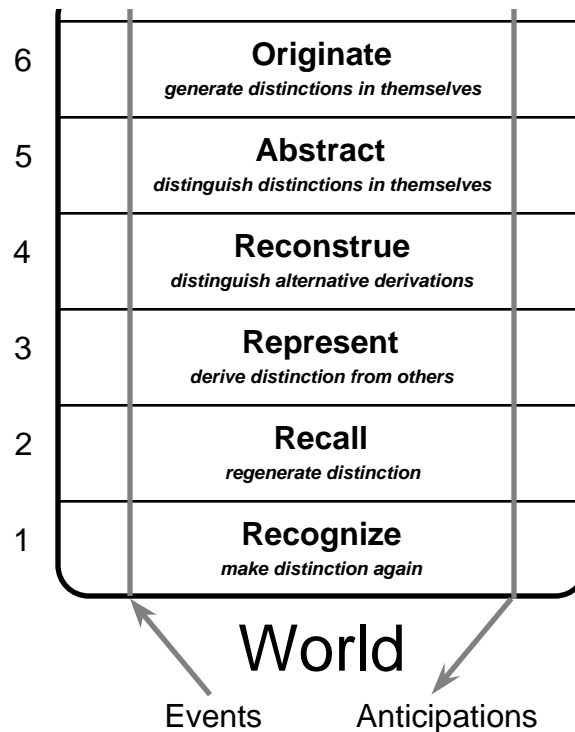 6
Originate
generate distinctions in themselves
5
Abstract
distinguish distinctions in themselves
4
Reconstrue
distinguish alternative derivations
3
Represent
derive distinction from others
2
Recall
regenerate distinction
1
Recognize
make distinction again
World
Events
Anticipations